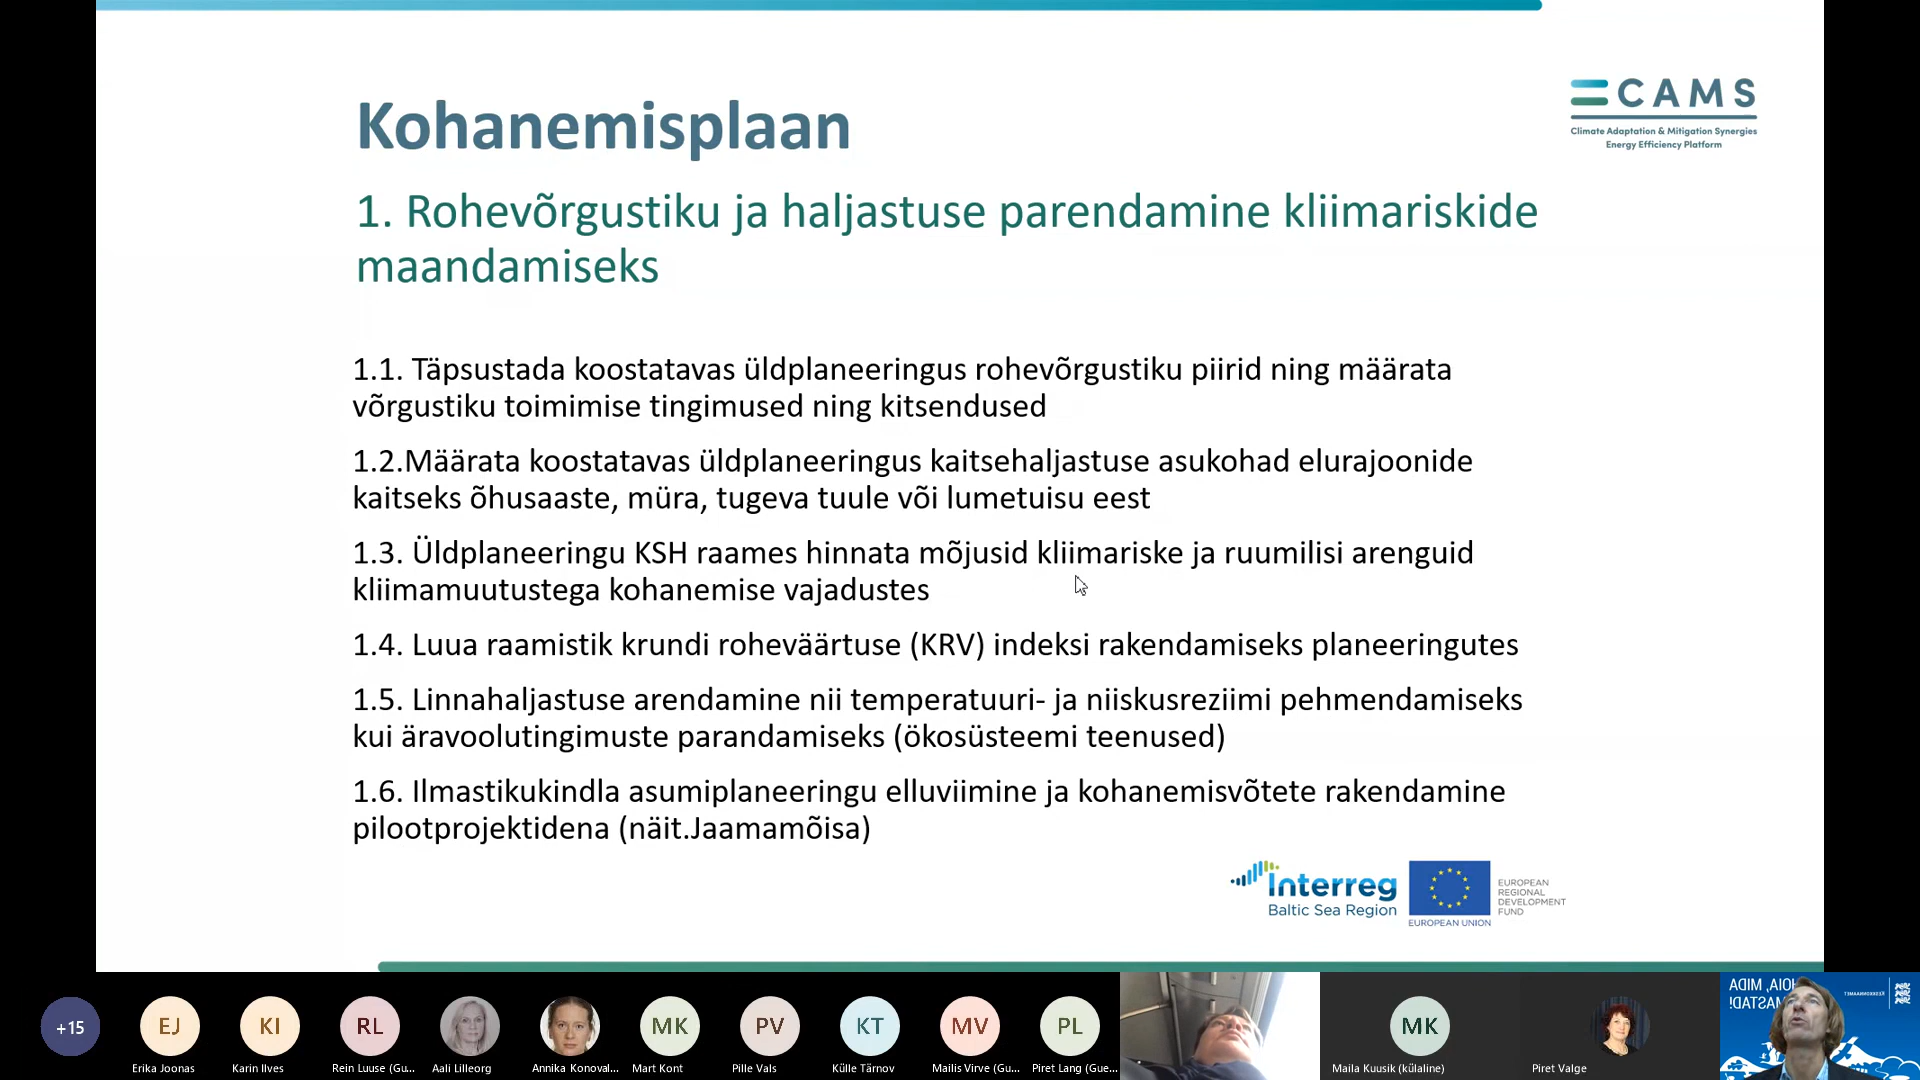 CAMS
Climate Adaptation & Mitigation Synergies
Energy Efficiency Platform
Kohanemisplaan
1. Rohevõrgustiku ja haljastuse parendamine kliimariskide
maandamiseks
1.1. Täpsustada koostatavas üldplaneeringus rohevõrgustiku piirid ning määrata
võrgustiku toimimise tingimused ning kitsendused
1.2.Määrata koostatavas üldplaneeringus kaitsehaljastuse asukohad elurajoonide
kaitseks õhusaaste, müra, tugeva tuule või lumetuisu eest
1.3. Üldplaneeringu KSH raames hinnata mõjusid kliimariske ja ruumilisi arenguid
kliimamuutustega kohanemise vajadustes
1.4. Luua raamistik krundi roheväärtuse (KRV) indeksi rakendamiseks planeeringutes
1.5. Linnahaljastuse arendamine nii temperatuuri- ja niiskusreziimi pehmendamiseks
kui äravoolutingimuste parandamiseks (ökosüsteemi teenused)
1.6. Ilmastikukindla asumiplaneeringu elluviimine ja kohanemisvõtete rakendamine
pilootprojektidena (näit.Jaamamõisa)
Interreg
Baltic Sea Region
EUROPEAN UNION
EUROPEAN
REGIONAL
DEVELOPMENT
FUND
+15
EJ
KI
RL
MK
PV
KT
MV
PL
MK
Erika Joonas
Karin Ilves
Rein Luuse (Gu...
Aali Lilleorg
Annika Konoval...
Mart Kont
Pille Vals
Külle Tärnov
Mailis Virve (Gu...
Piret Lang (Gue...
Maila Kuusik (külaline)
Piret Valge
HOIA, MIDA